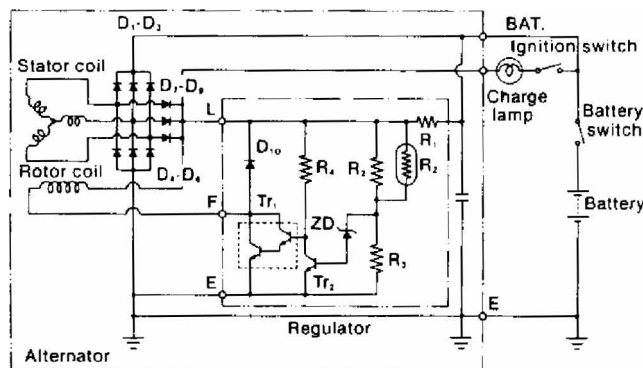 D₁-D₃
BAT.
Ignition switch
Stator coil
D₇-D₉
Charge
lamp
L
Battery
switch
R₁
D₁₀
R₄
R₂
R₂
Rotor coil
D₄-D₆
F
Tr₁
ZD
Battery
R₃
Tr₂
E
E
Regulator
Alternator